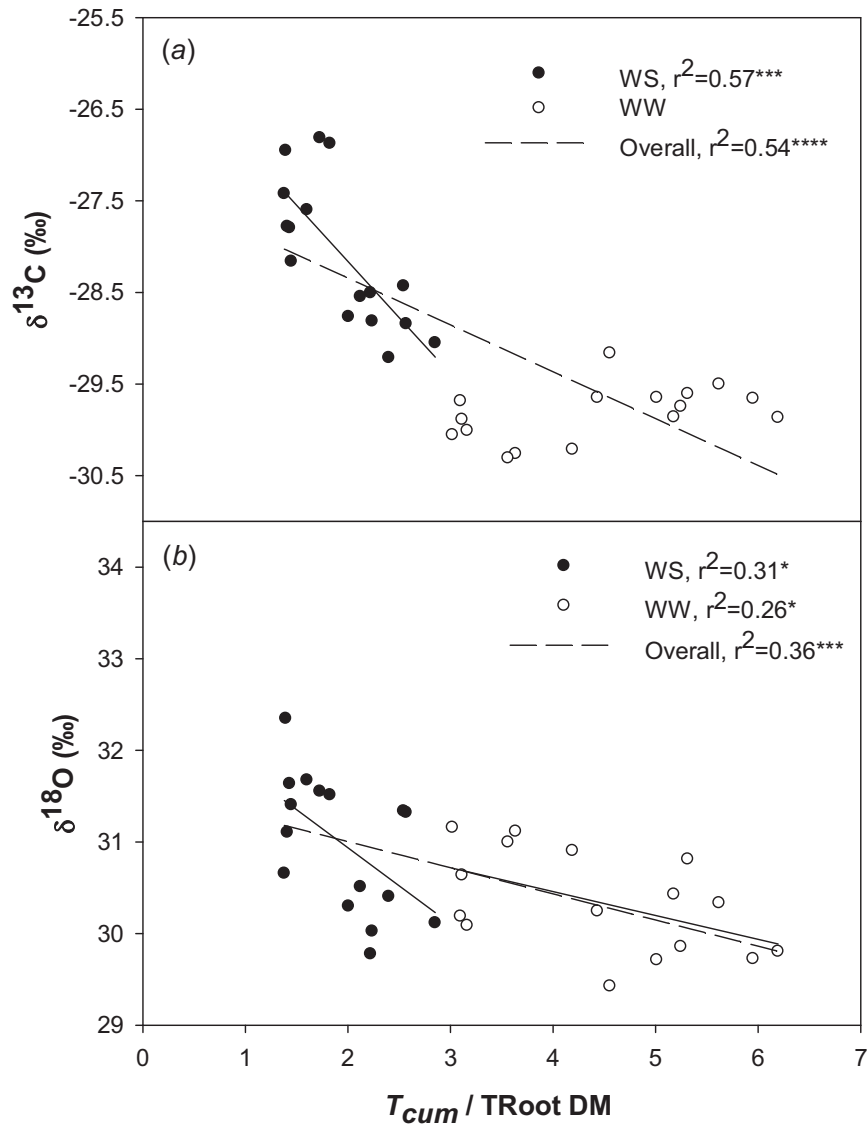 (a)
WS, r2=0.57***
WW
Overall, r2=0.54****
-25.5
-26.5
-27.5
-28.5
-29.5
-30.5
δ13C (‰)
(b)
WS, r2=0.31*
WW, r2=0.26*
Overall, r2=0.36***
34
33
32
31
30
29
δ18O (‰)
0 1 2 3 4 5 6 7
Tcum / TRoot DM